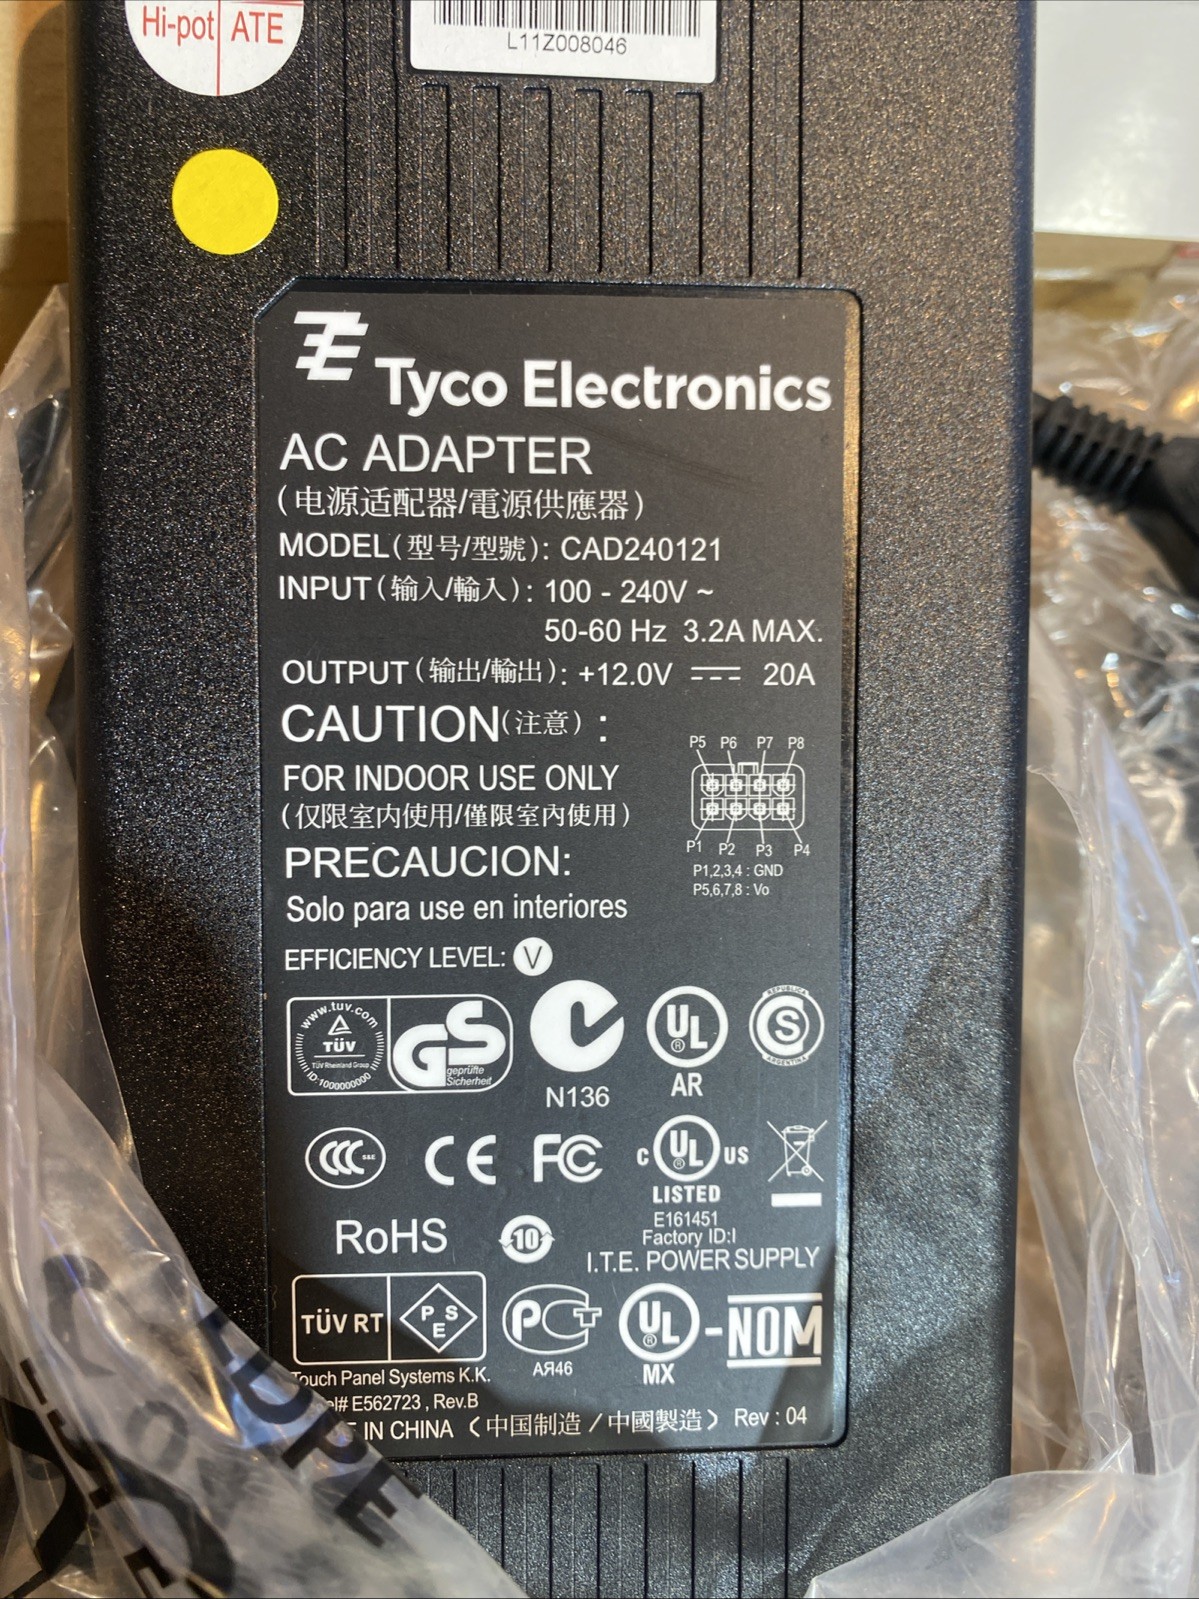 Hi-pot ATE
L11Z008046
Tyco Electronics
AC ADAPTER
(电源适配器/電源供應器)
MODEL(型号/型號): CAD240121
INPUT(输入/輸入): 100 - 240V ~
50-60 Hz 3.2A MAX.
OUTPUT(输出/輸出): +12.0V 20A
CAUTION(注意) :
FOR INDOOR USE ONLY
(仅限室内使用/僅限室內使用)
P5 P6 P7 P8
P1 P2 P3 P4
P1,2,3,4 : GND
P5,6,7,8 : Vo
PRECAUCION:
Solo para use en interiores
EFFICIENCY LEVEL: V
www.tuv.com
TÜV
TÜV Rheinland Group
ID:1000000000
GS
geprüfte
Sicherheit
N136
UL
®
AR
REPUBLICA
S
ARGENTINA
CCC S&E
CE
FC
C UL US
®
LISTED
E161451
Factory ID:I
I.T.E. POWER SUPPLY
RoHS
10
TÜV RT
PSE
PCT
АЯ46
UL
®
MX
-NOM
Touch Panel Systems K.K.
E562723 , Rev.B
IN CHINA (中国制造 / 中國製造) Rev : 04